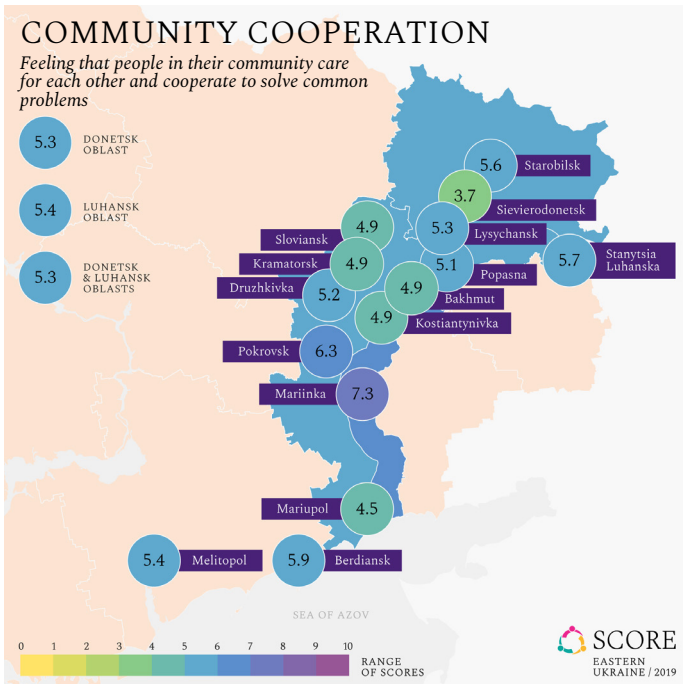 COMMUNITY COOPERATION
Feeling that people in their community care
for each other and cooperate to solve common
problems
5.3 DONETSK
OBLAST
5.4 LUHANSK
OBLAST
5.3 DONETSK
& LUHANSK
OBLASTS
5.6 Starobilsk
3.7 Sievierodonetsk
5.3 Lysychansk
Sloviansk 4.9
Kramatorsk 4.9
5.1 Popasna
5.7 Stanytsia
Luhanska
Druzhkivka 5.2
4.9 Bakhmut
4.9 Kostiantynivka
Pokrovsk 6.3
Mariinka 7.3
Mariupol 4.5
5.4 Melitopol
5.9 Berdiansk
SEA OF AZOV
0 1 2 3 4 5 6 7 8 9 10
RANGE
OF SCORES
SCORE
EASTERN
UKRAINE / 2019